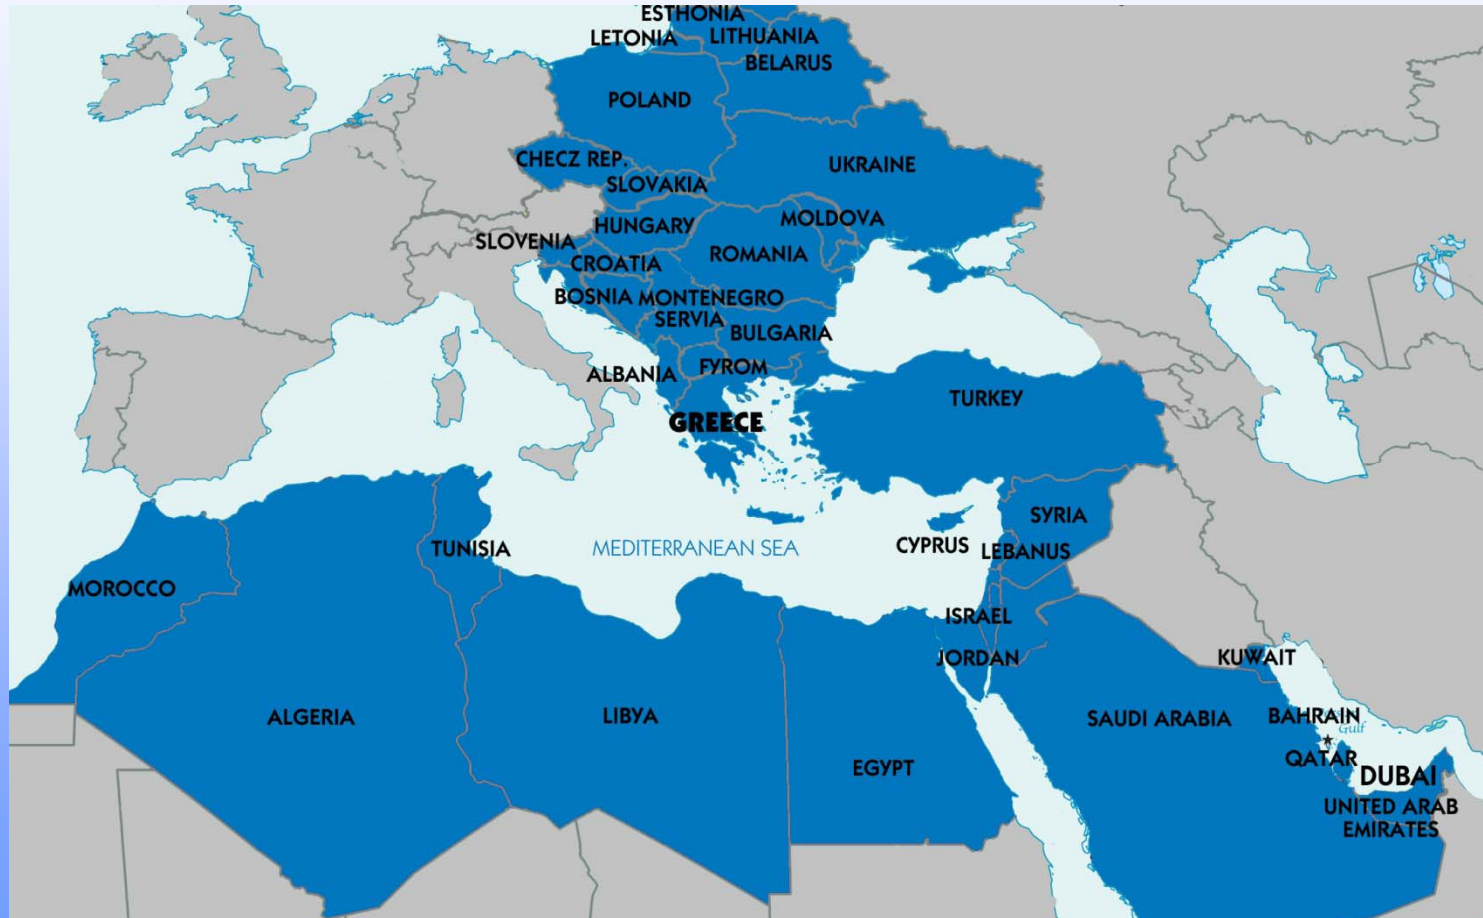 ESTHONIA
LETONIA
LITHUANIA
BELARUS
POLAND
CHECZ REP.
UKRAINE
SLOVAKIA
MOLDOVA
HUNGARY
SLOVENIA
ROMANIA
CROATIA
BOSNIA
MONTENEGRO
SERVIA
BULGARIA
FYROM
ALBANIA
TURKEY
GREECE
SYRIA
CYPRUS
LEBANUS
TUNISIA
MEDITERRANEAN SEA
MOROCCO
ISRAEL
JORDAN
KUWAIT
ALGERIA
LIBYA
SAUDI ARABIA
BAHRAIN
Gulf
QATAR
EGYPT
DUBAI
UNITED ARAB
EMIRATES